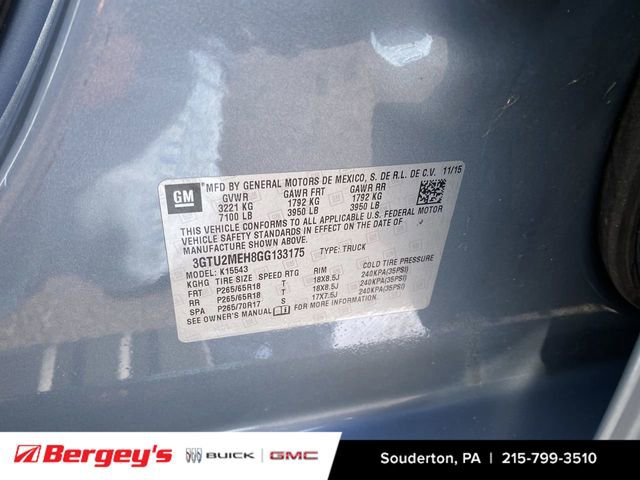 GM
MFD BY GENERAL MOTORS DE MEXICO, S. DE R.L. DE C.V. 11/15
GVWR GAWR FRT GAWR RR
3221 KG 1792 KG 1792 KG
7100 LB 3950 LB 3950 LB
THIS VEHICLE CONFORMS TO ALL APPLICABLE U.S. FEDERAL MOTOR
VEHICLE SAFETY STANDARDS IN EFFECT ON THE DATE OF
MANUFACTURE SHOWN ABOVE.
3GTU2MEH8GG133175 TYPE: TRUCK
MODEL: K15543
KGHG TIRE SIZE SPEED RTG RIM COLD TIRE PRESSURE
FRT P265/65R18 T 18X8.5J 240KPA(35PSI)
RR P265/65R18 T 18X8.5J 240KPA(35PSI)
SPA P265/70R17 S 17X7.5J 240KPA(35PSI)
SEE OWNER'S MANUAL FOR MORE INFORMATION.
Bergey's BUICK GMC Souderton, PA | 215-799-3510